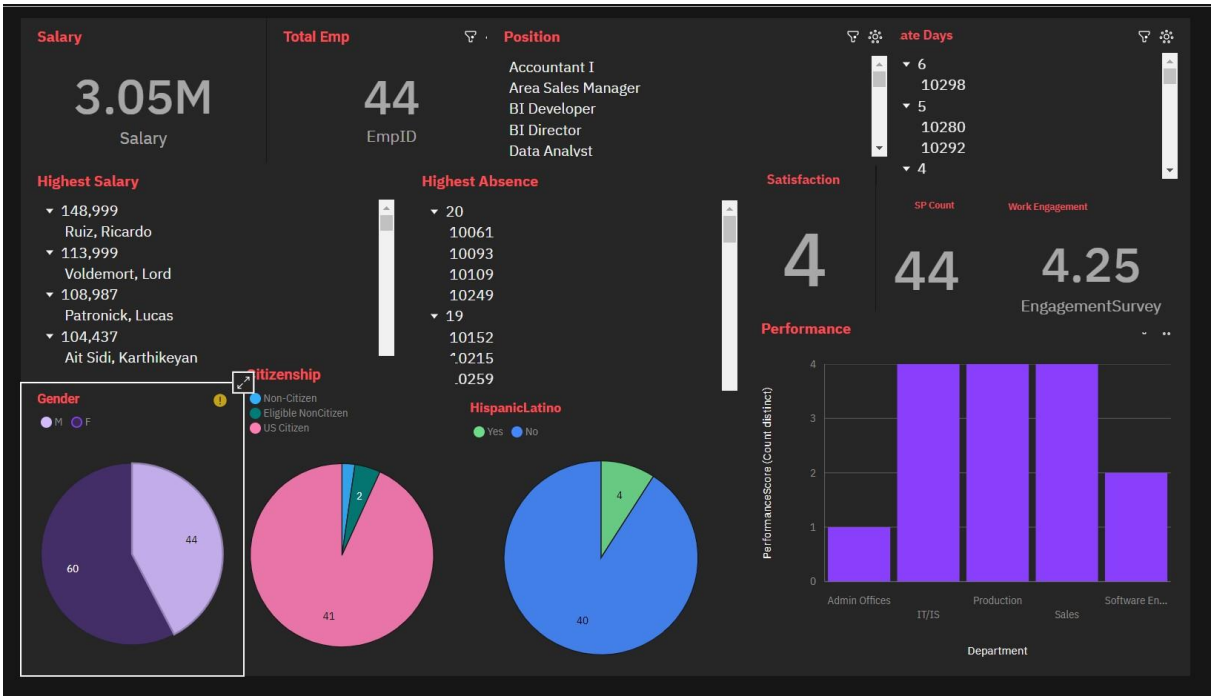 Salary
3.05M
Salary
Total Emp
44
EmpID
Position
Accountant I
Area Sales Manager
BI Developer
BI Director
Data Analyst
ate Days
6
10298
5
10280
10292
4
Highest Salary
148,999
Ruiz, Ricardo
113,999
Voldemort, Lord
108,987
Patronick, Lucas
104,437
Ait Sidi, Karthikeyan
Highest Absence
20
10061
10093
10109
10249
19
10152
0215
0259
Satisfaction
4
SP Count
44
Work Engagement
4.25
EngagementSurvey
Gender
M F
44
60
itizenship
Non-Citizen
Eligible NonCitizen
US Citizen
2
41
HispanicLatino
Yes No
4
40
Performance
PerformanceScore (Count distinct)
4
3
2
1
0
Admin Offices
IT/IS
Production
Sales
Software En...
Department